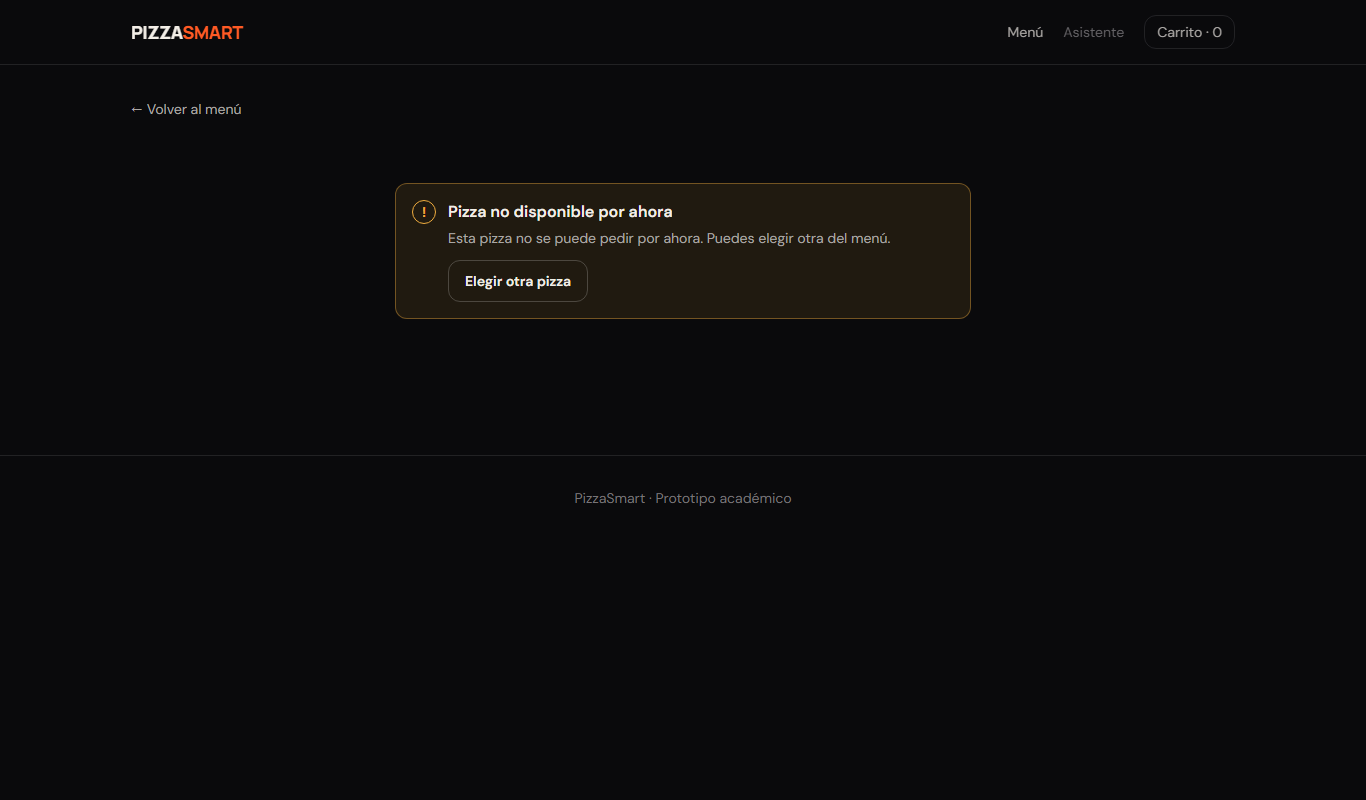 PIZZASMART
Menú
Asistente
Carrito · 0
← Volver al menú
!
Pizza no disponible por ahora
Esta pizza no se puede pedir por ahora. Puedes elegir otra del menú.
Elegir otra pizza
PizzaSmart · Prototipo académico